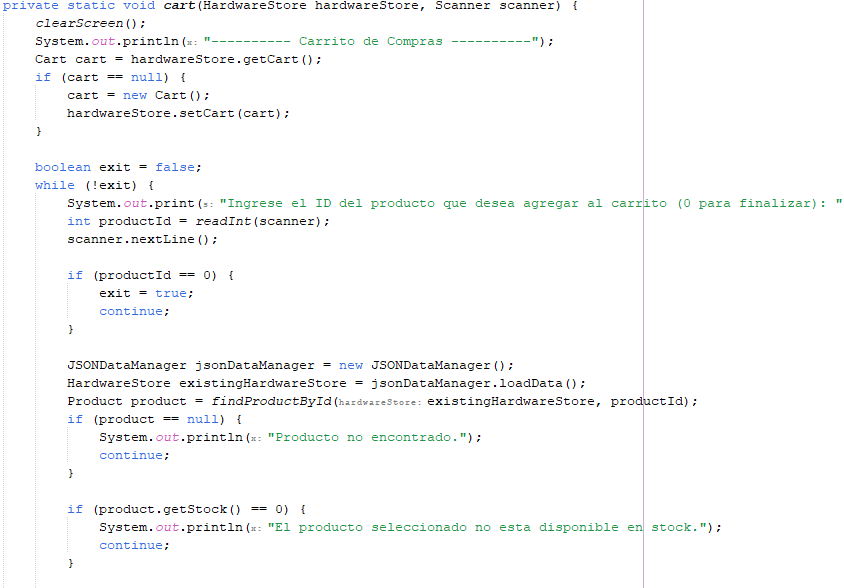 private static void cart(HardwareStore hardwareStore, Scanner scanner) {
clearScreen();
System.out.println(x: "---------- Carrito de Compras ----------");
Cart cart = hardwareStore.getCart();
if (cart == null) {
cart = new Cart();
hardwareStore.setCart(cart);
}
boolean exit = false;
while (!exit) {
System.out.print(s: "Ingrese el ID del producto que desea agregar al carrito (0 para finalizar): "
int productId = readInt(scanner);
scanner.nextLine();
if (productId == 0) {
exit = true;
continue;
}
JSONDataManager jsonDataManager = new JSONDataManager();
HardwareStore existingHardwareStore = jsonDataManager.loadData();
Product product = findProductById(hardwareStore: existingHardwareStore, productId);
if (product == null) {
System.out.println(x: "Producto no encontrado.");
continue;
}
if (product.getStock() == 0) {
System.out.println(x: "El producto seleccionado no esta disponible en stock.");
continue;
}